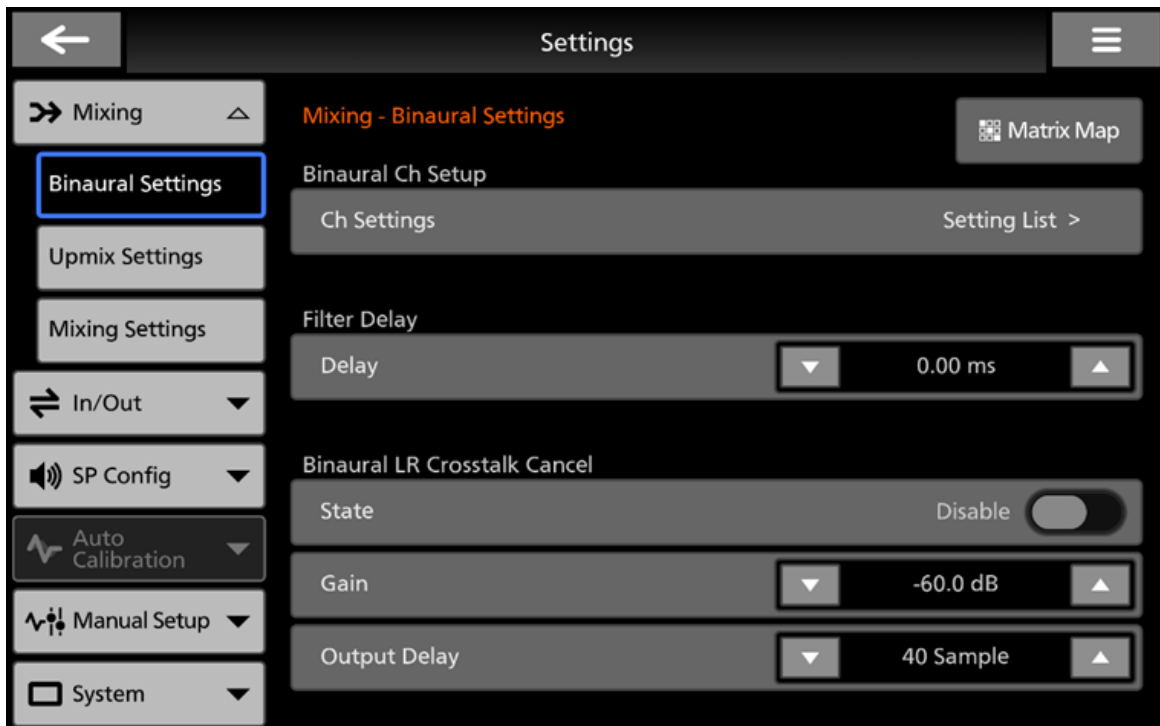 Settings
Mixing
Binaural Settings
Upmix Settings
Mixing Settings
In/Out
SP Config
Auto
Calibration
Manual Setup
System
Mixing - Binaural Settings
Matrix Map
Binaural Ch Setup
Ch Settings Setting List >
Filter Delay
Delay 0.00 ms
Binaural LR Crosstalk Cancel
State Disable
Gain -60.0 dB
Output Delay 40 Sample